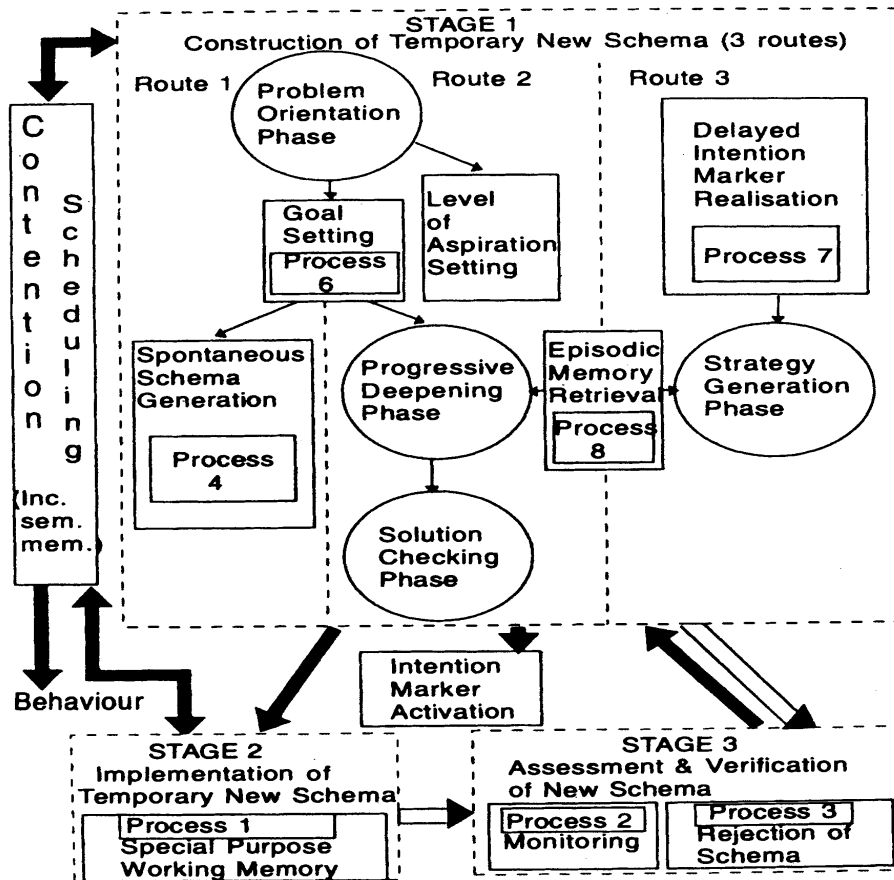 STAGE 1
Construction of Temporary New Schema (3 routes)
Route 1
Route 2
Route 3
Contention
Scheduling
(Inc.
sem.
mem.)
Problem
Orientation
Phase
Goal
Setting
Process
6
Level
of
Aspiration
Setting
Delayed
Intention
Marker
Realisation
Process 7
Spontaneous
Schema
Generation
Process
4
Progressive
Deepening
Phase
Episodic
Memory
Retrieval
Process
8
Strategy
Generation
Phase
Solution
Checking
Phase
Behaviour
Intention
Marker
Activation
STAGE 2
Implementation of
Temporary New Schema
Process 1
Special Purpose
Working Memory
STAGE 3
Assessment & Verification
of New Schema
Process 2
Monitoring
Process 3
Rejection of
Schema